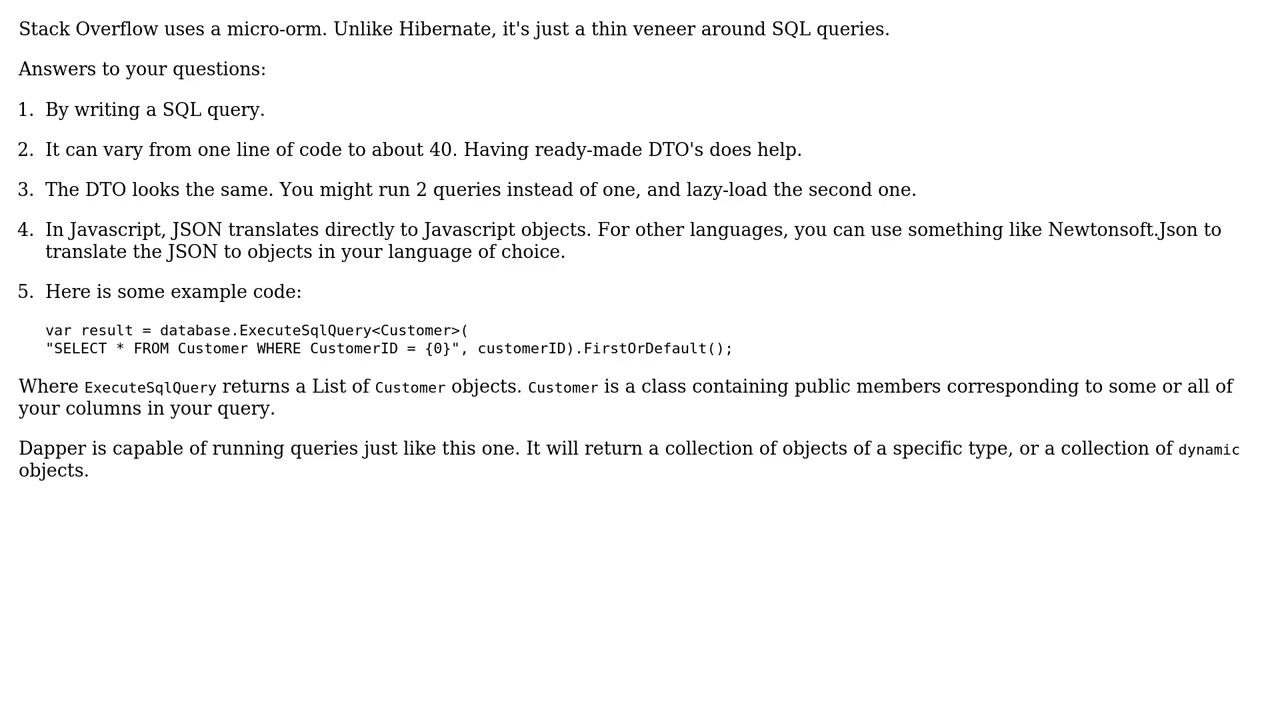 Stack Overflow uses a micro-orm. Unlike Hibernate, it's just a thin veneer around SQL queries.
Answers to your questions:
1. By writing a SQL query.
2. It can vary from one line of code to about 40. Having ready-made DTO's does help.
3. The DTO looks the same. You might run 2 queries instead of one, and lazy-load the second one.
4. In Javascript, JSON translates directly to Javascript objects. For other languages, you can use something like Newtonsoft.Json to
translate the JSON to objects in your language of choice.
5. Here is some example code:
var result = database.ExecuteSqlQuery<Customer>(
"SELECT * FROM Customer WHERE CustomerID = {0}", customerID).FirstOrDefault();
Where ExecuteSqlQuery returns a List of Customer objects. Customer is a class containing public members corresponding to some or all of
your columns in your query.
Dapper is capable of running queries just like this one. It will return a collection of objects of a specific type, or a collection of dynamic
objects.